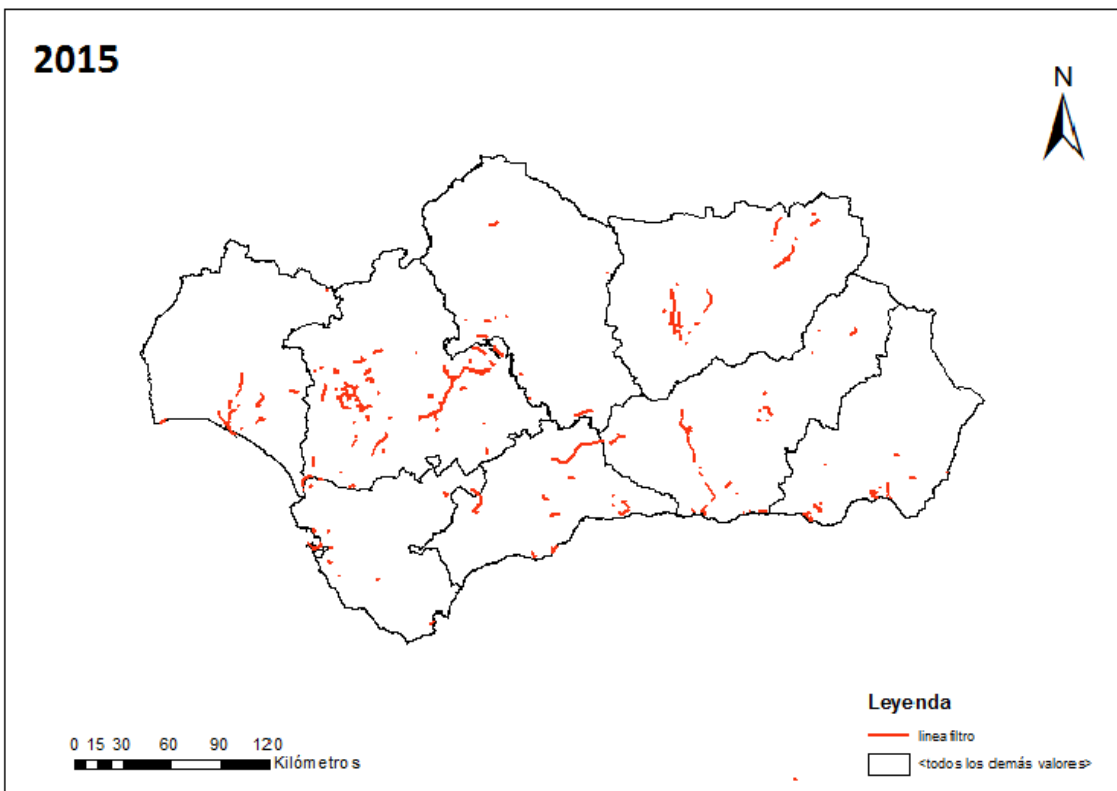 2015
N
Leyenda
linea filtro
<todos los demás valores>
0 15 30 60 90 120
Kilómetros